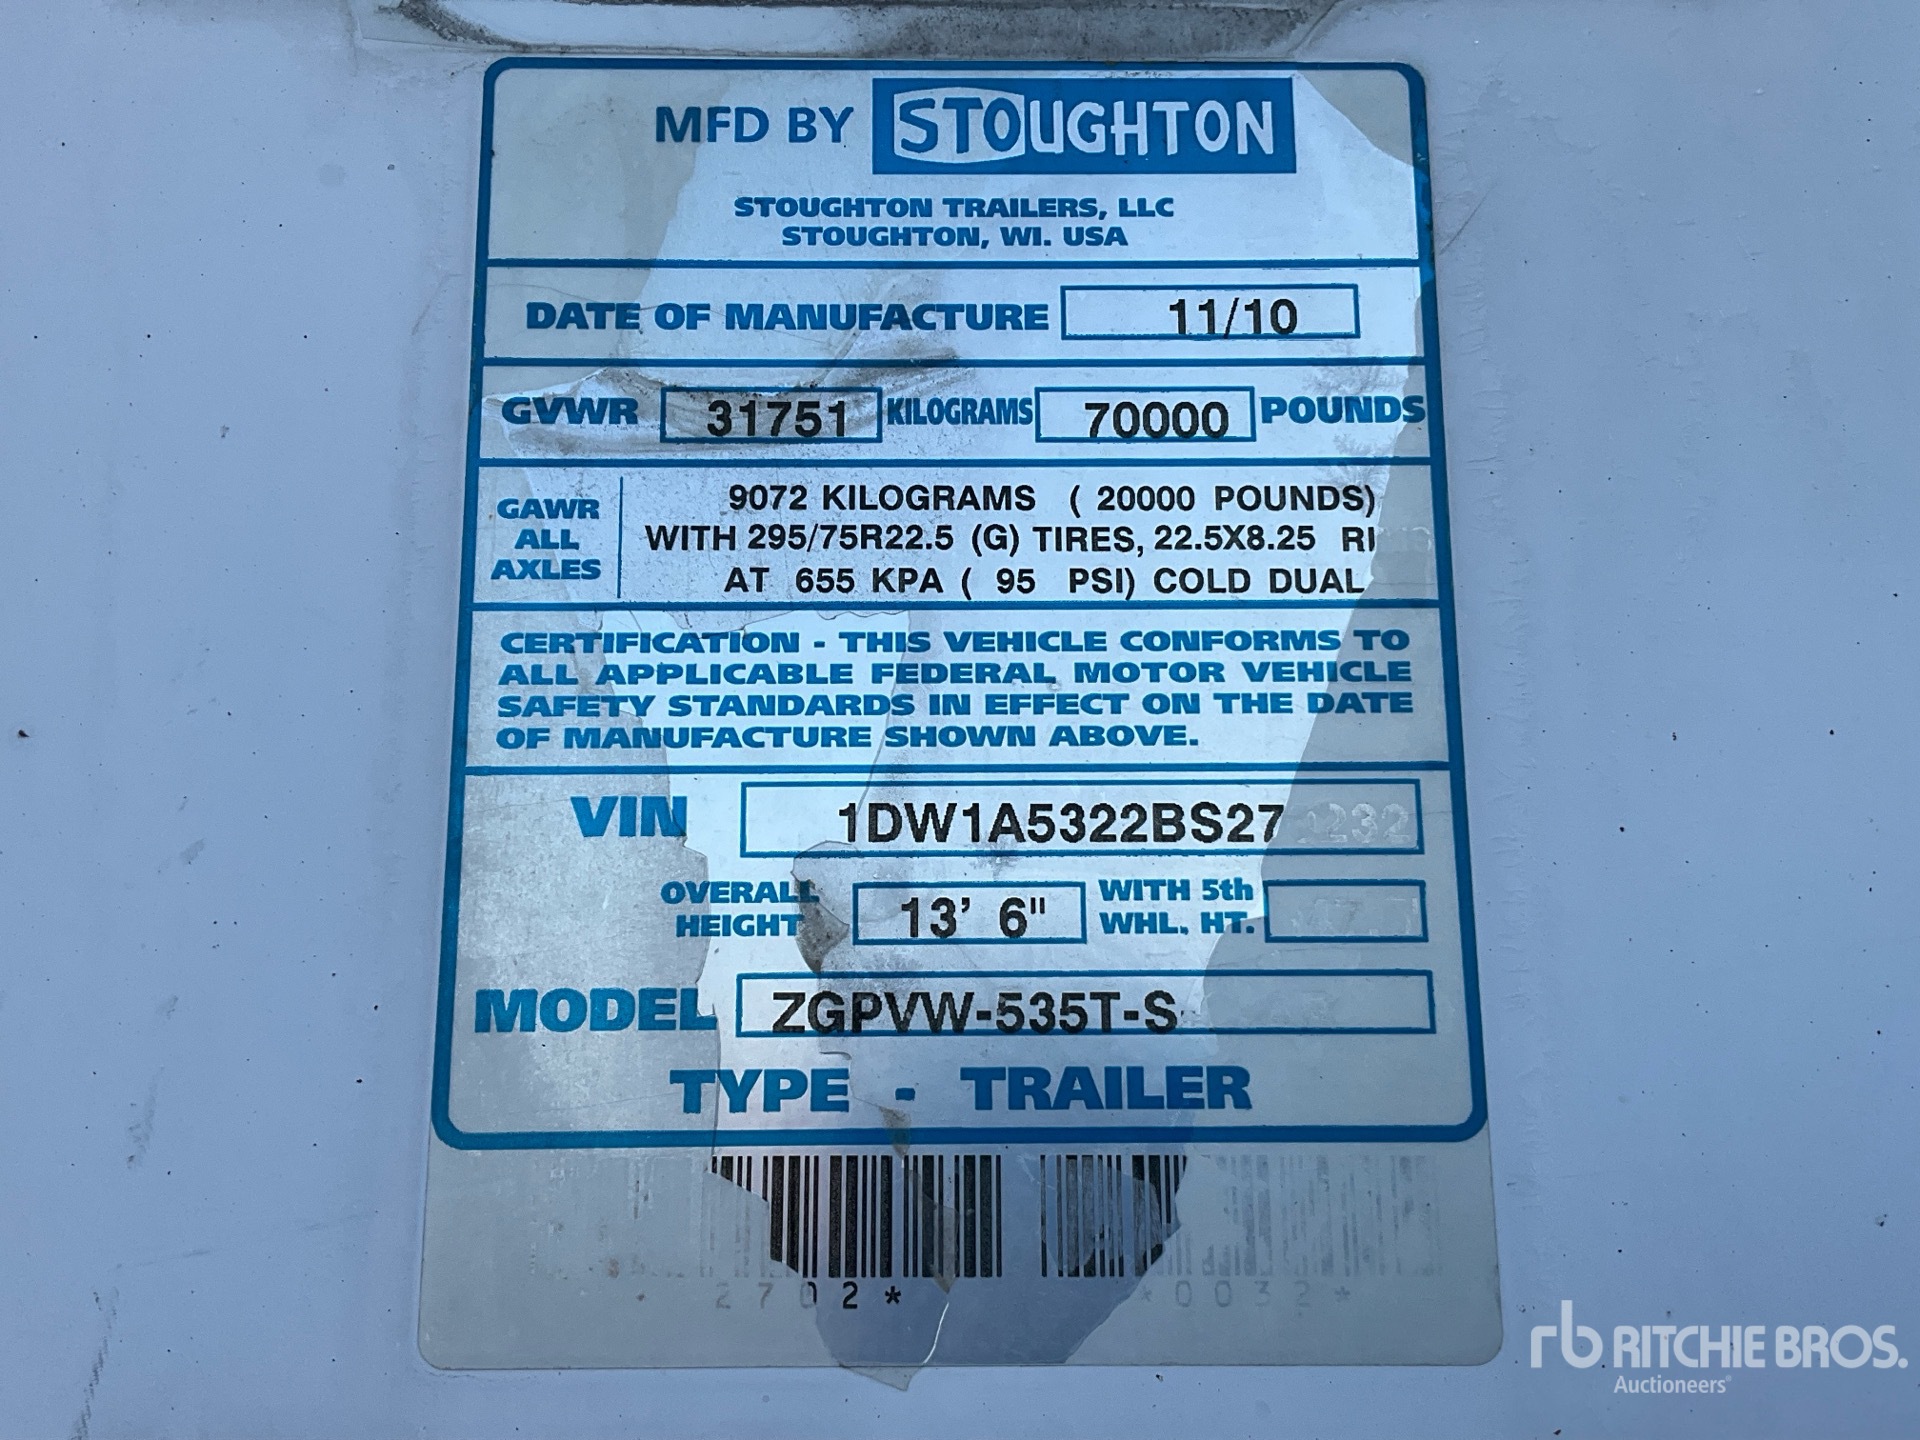 MFD BY STOUGHTON
STOUGHTON TRAILERS, LLC
STOUGHTON, WI. USA
DATE OF MANUFACTURE 11/10
GVWR 31751 KILOGRAMS 70000 POUNDS
GAWR ALL AXLES
9072 KILOGRAMS ( 20000 POUNDS)
WITH 295/75R22.5 (G) TIRES, 22.5X8.25
AT 655 KPA ( 95 PSI) COLD DUAL
CERTIFICATION - THIS VEHICLE CONFORMS TO
ALL APPLICABLE FEDERAL MOTOR VEHICLE
SAFETY STANDARDS IN EFFECT ON THE DATE
OF MANUFACTURE SHOWN ABOVE.
VIN
OVERALL HEIGHT 13' 6" WITH 5th WHL. HT.
MODEL ZGPVW-535T-S
TYPE - TRAILER
2702* *0032*
rb RITCHIE BROS.
Auctioneers